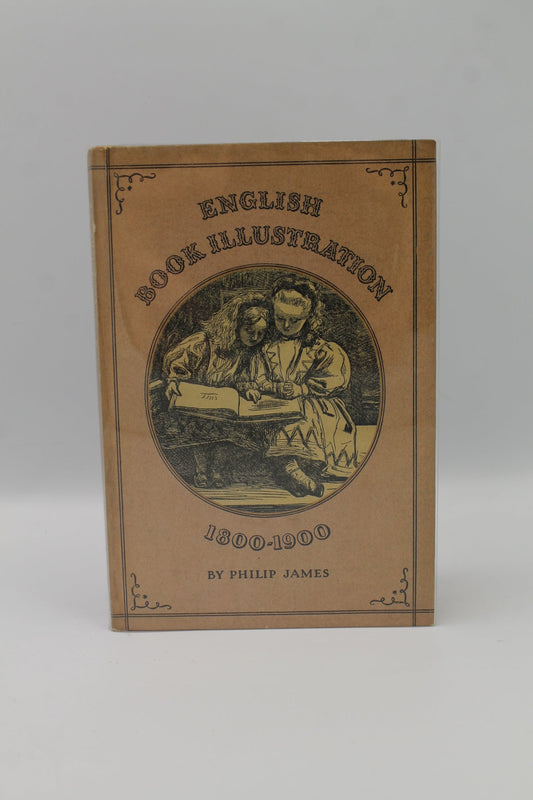 ENGLISH
BOOK ILLUSTRATION
1800-1900
BY PHILIP JAMES